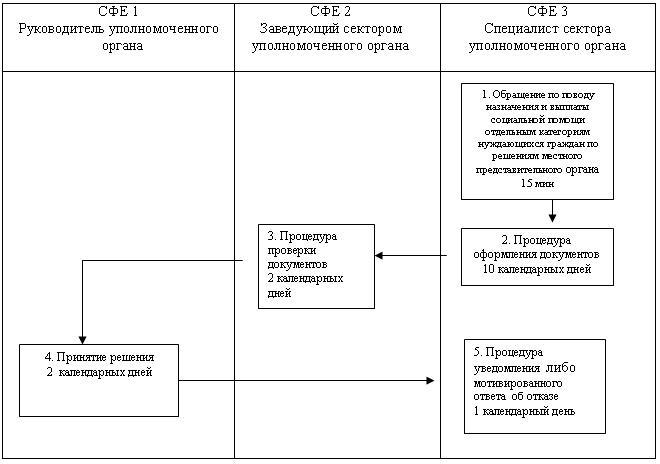 СФЕ 1
Руководитель уполномоченного
органа
СФЕ 2
Заведующий сектором
уполномоченного органа
СФЕ 3
Специалист сектора
уполномоченного органа
1. Обращение по поводу
назначения и выплаты
социальной помощи
отдельным категориям
нуждающихся граждан по
решениям местного
представительного органа
15 мин
2. Процедура
оформления документов
10 календарных дней
3. Процедура
проверки
документов
2 календарных
дней
4. Принятие решения
2 календарных дней
5. Процедура
уведомления либо
мотивированного
ответа об отказе
1 календарный день